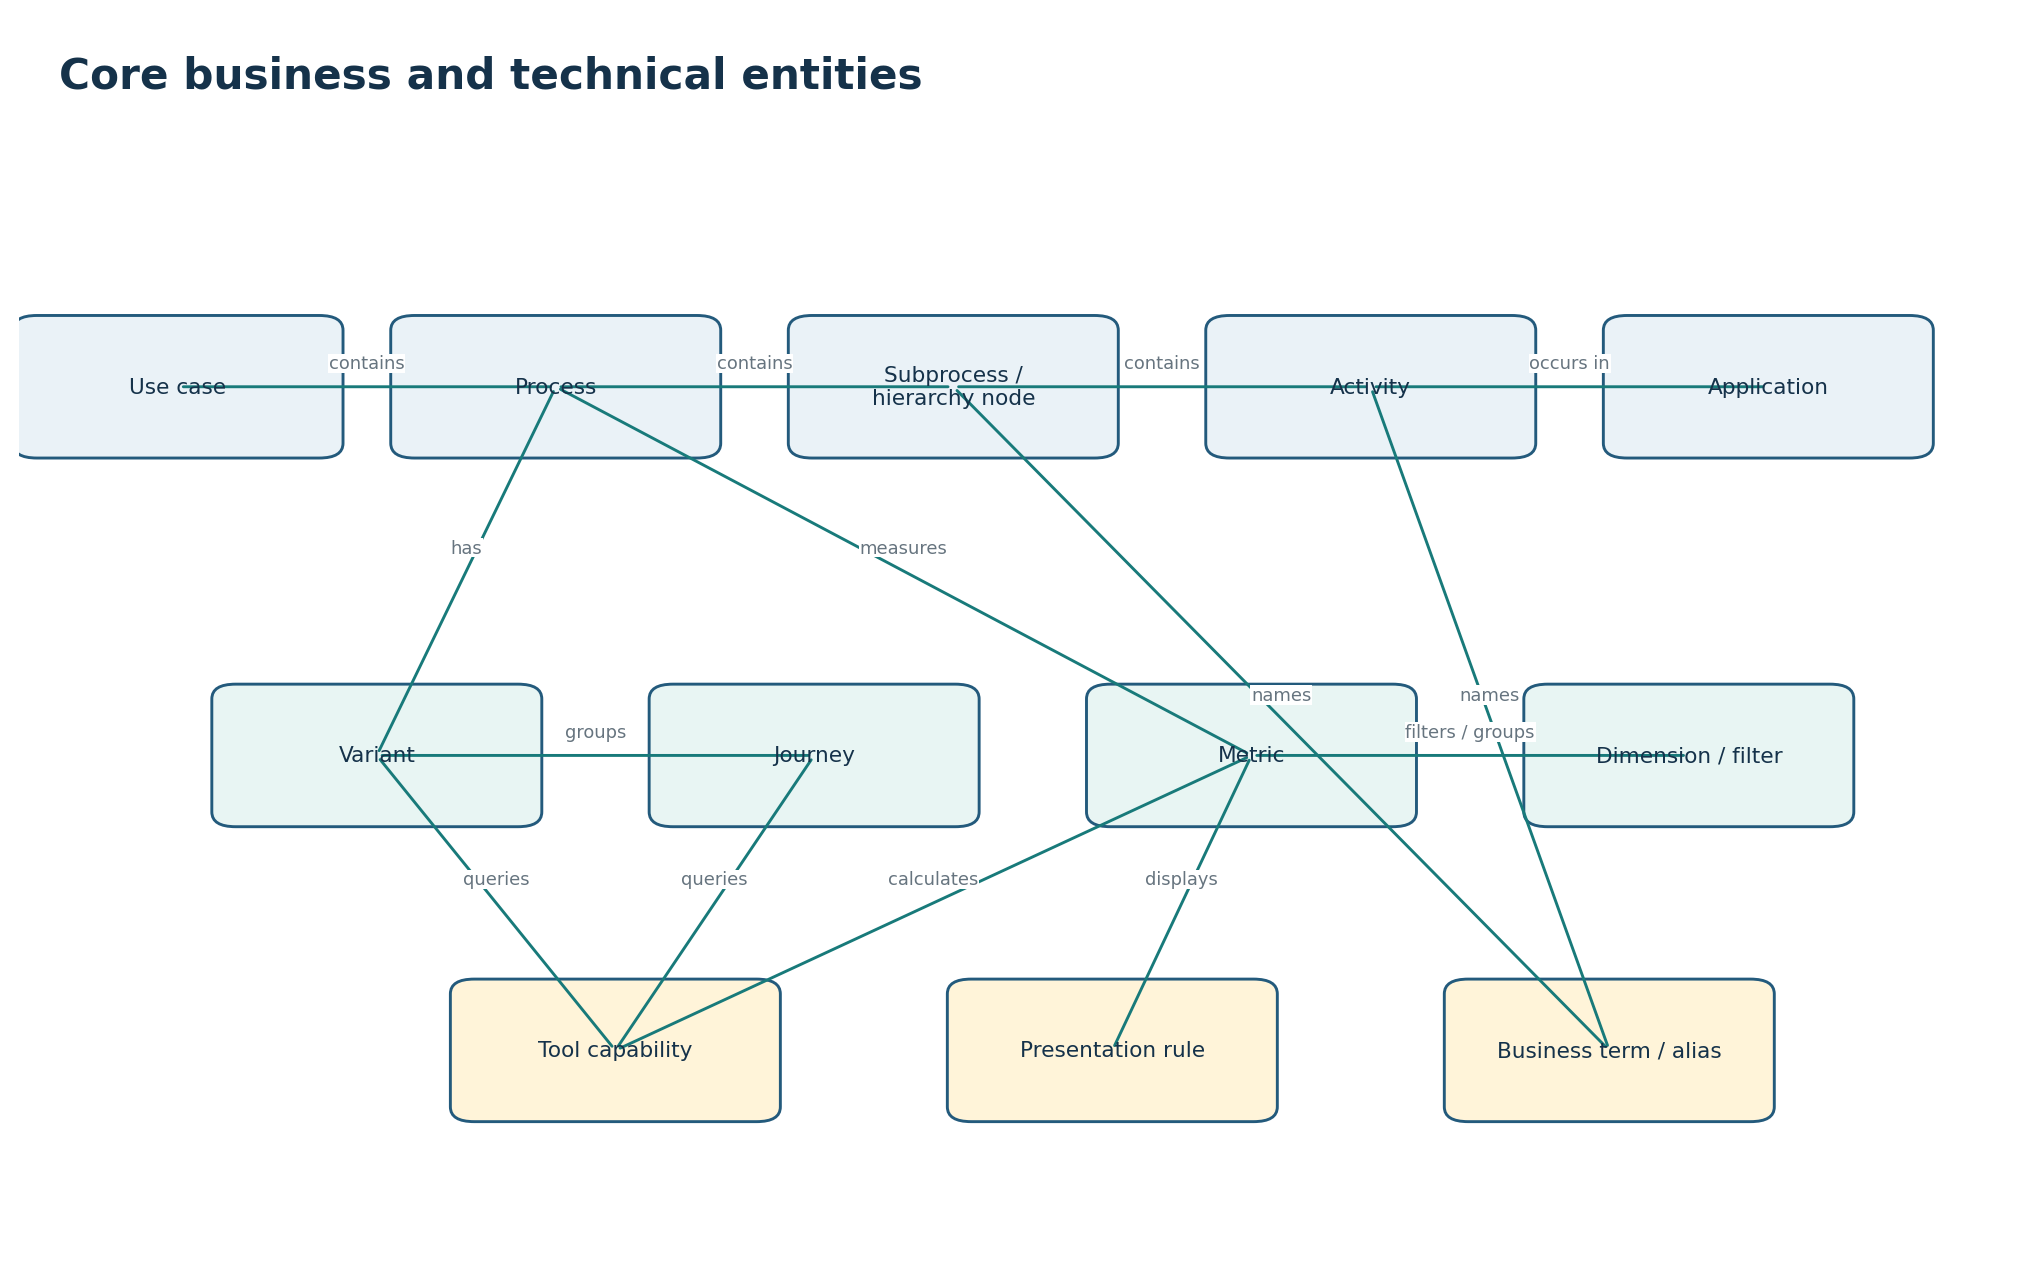 Core business and technical entities
contains
contains
contains
occurs in
Use case
Process
Subprocess /
hierarchy node
Activity
Application
has
measures
names
names
groups
filters / groups
Variant
Journey
Metric
Dimension / filter
queries
queries
calculates
displays
Tool capability
Presentation rule
Business term / alias